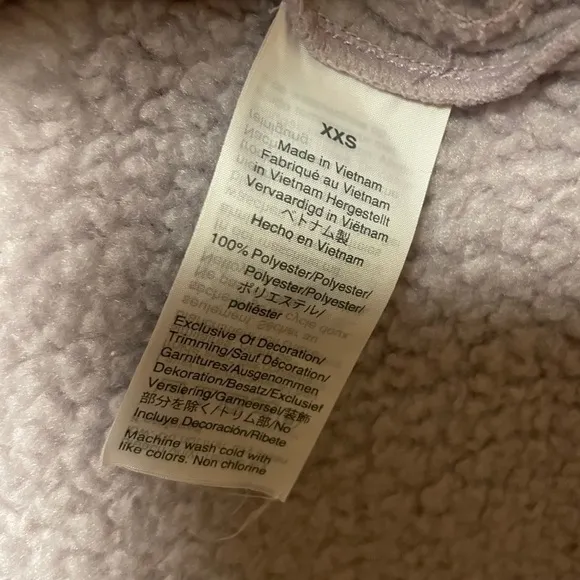 XXS
Made in Vietnam
Fabriqué au Vietnam
in Vietnam Hergestellt
Vervaardigd in Viëtnam
ベトナム製
Hecho en Vietnam
100% Polyester/Polyester/
Polyester/Polyester/
ポリエステル/
poliéster
Exclusive Of Decoration/
Trimming/Sauf Décoration/
Garnitures/Ausgenommen
Dekoration/Besatz/Exclusief
Versiering/Garneersel/装飾
部分を除く/トリム部/No
Incluye Decoración/Ribete
Machine wash cold with
like colors. Non chlorine